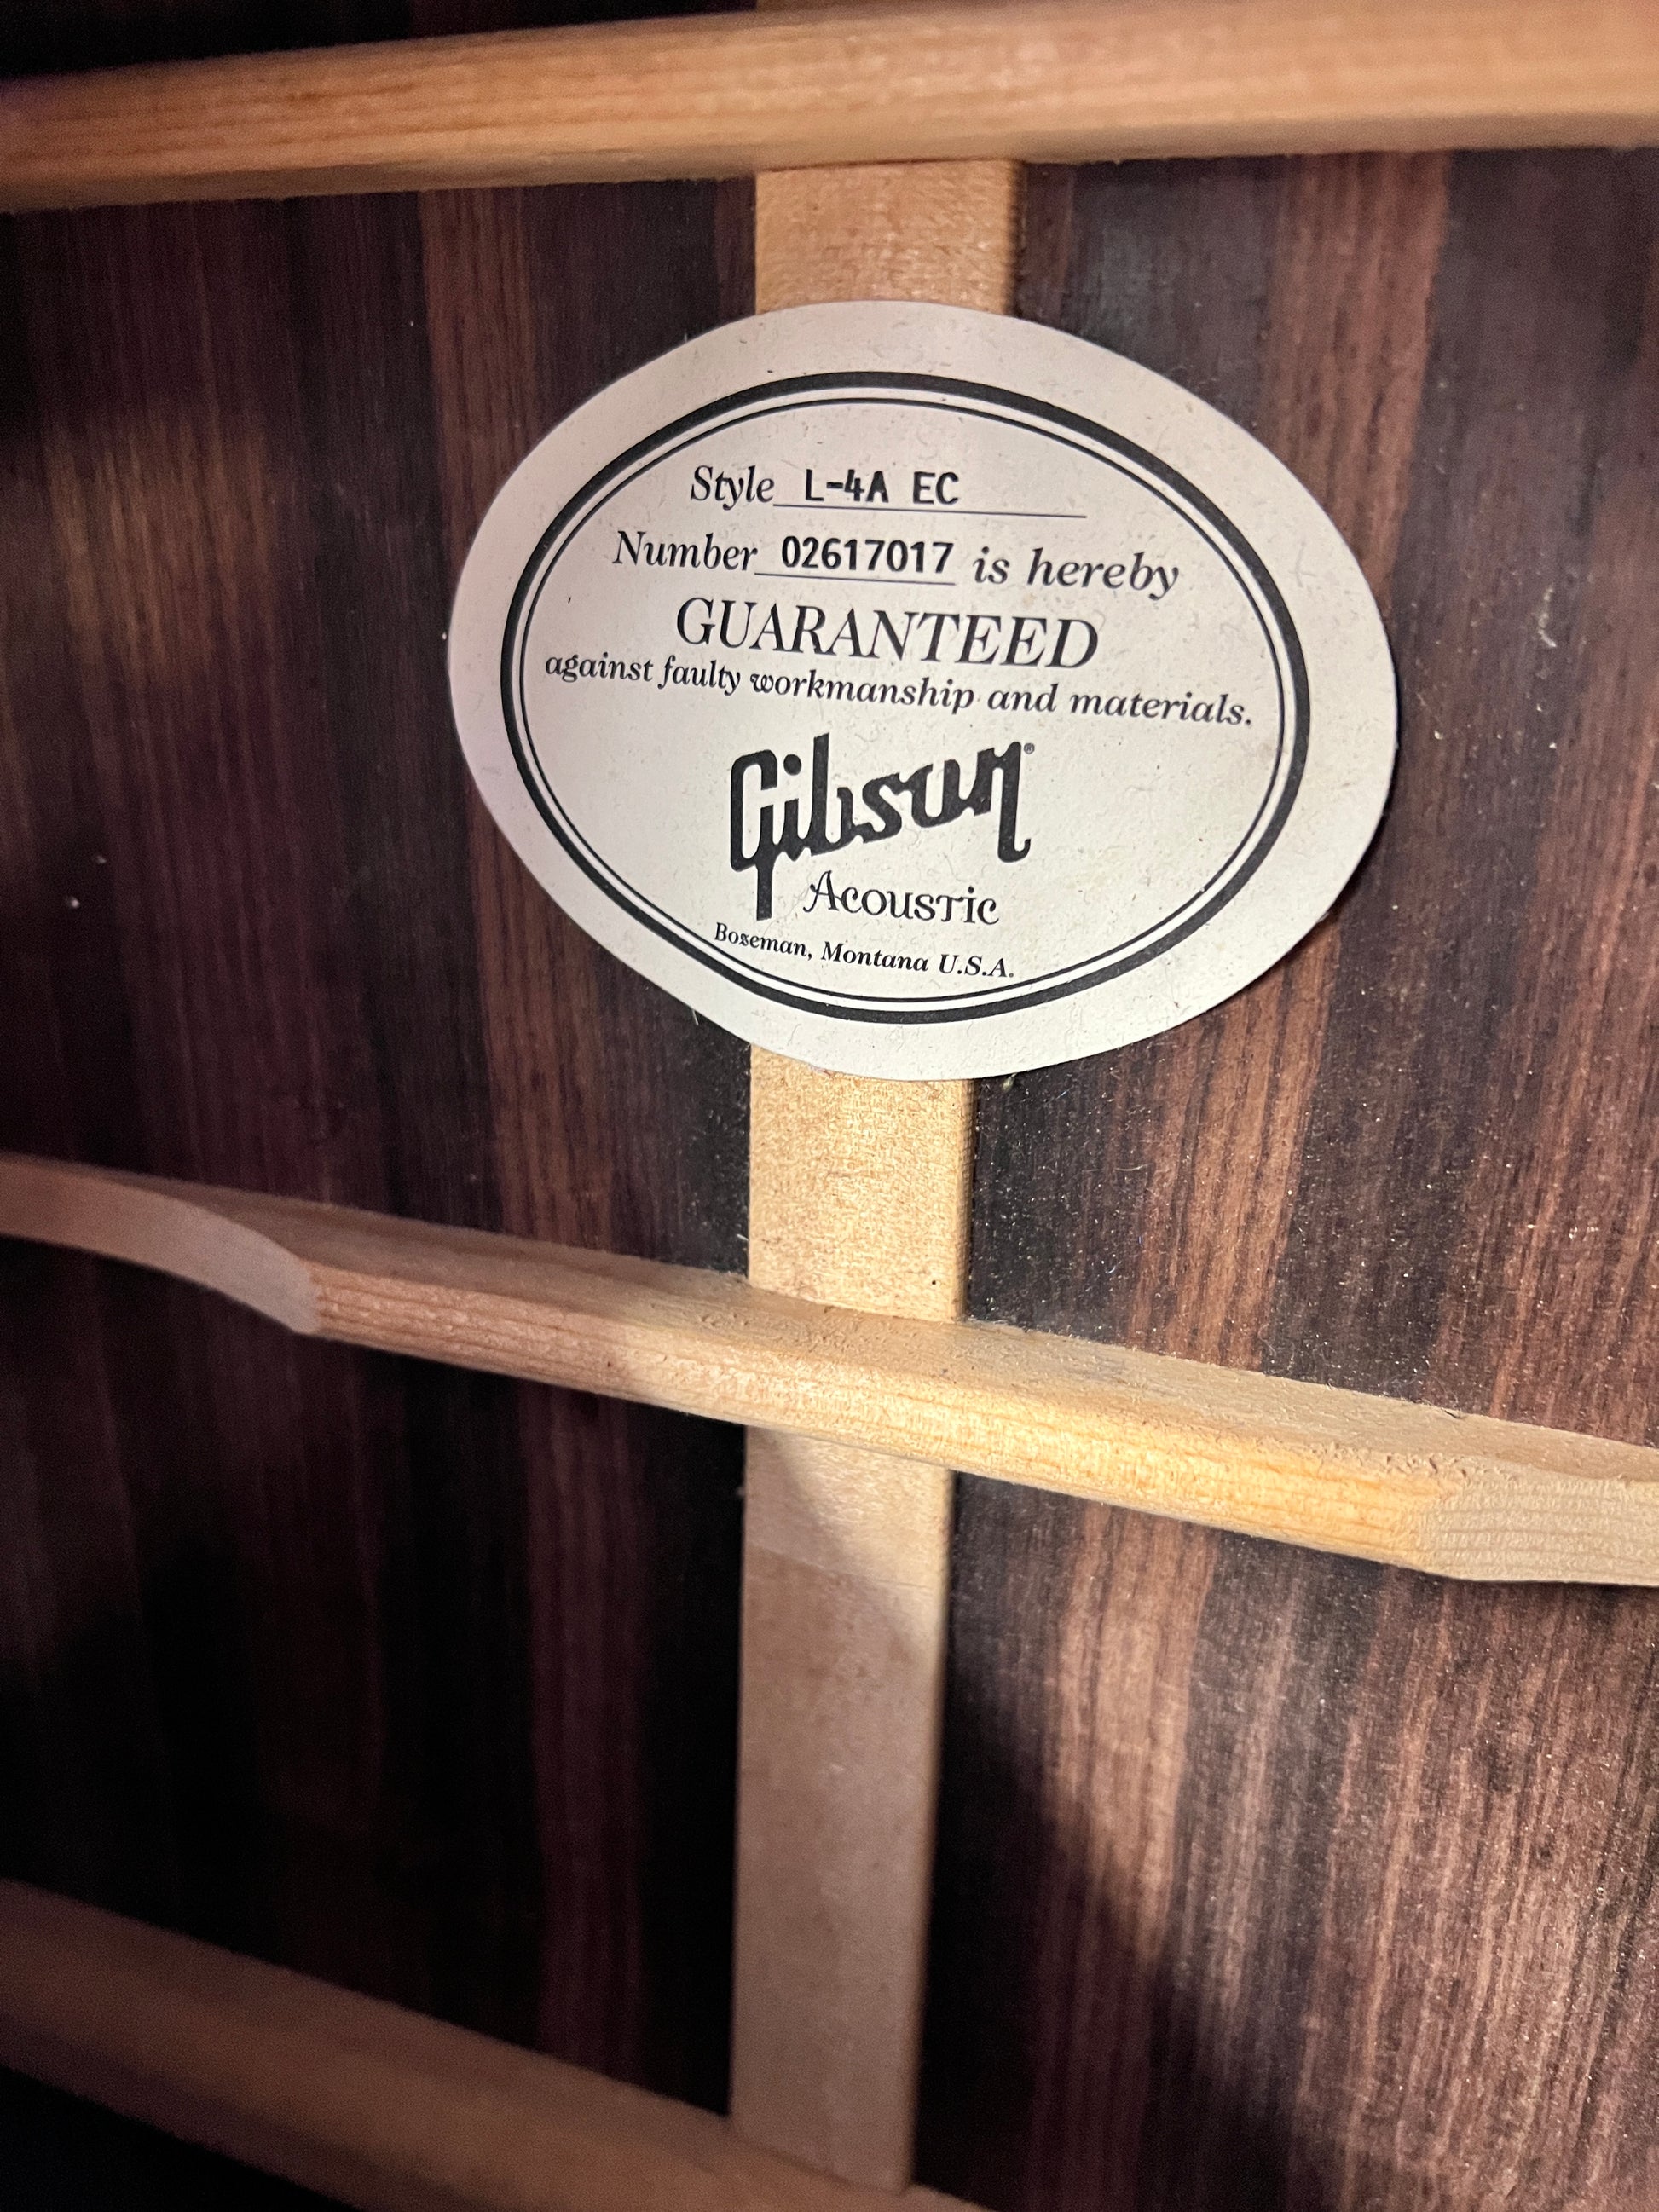 Style L-4A EC
Number 02617017 is hereby
GUARANTEED
against faulty workmanship and materials.
Gibson®
Acoustic
Bozeman, Montana U.S.A.